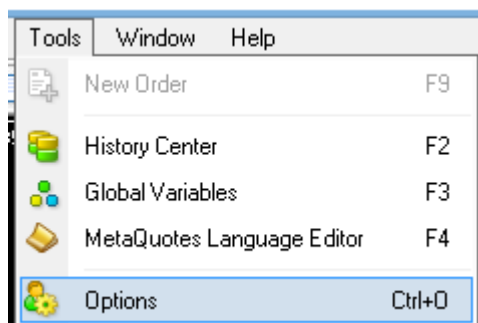 Tools Window Help
New Order F9
History Center F2
Global Variables F3
MetaQuotes Language Editor F4
Options Ctrl+O